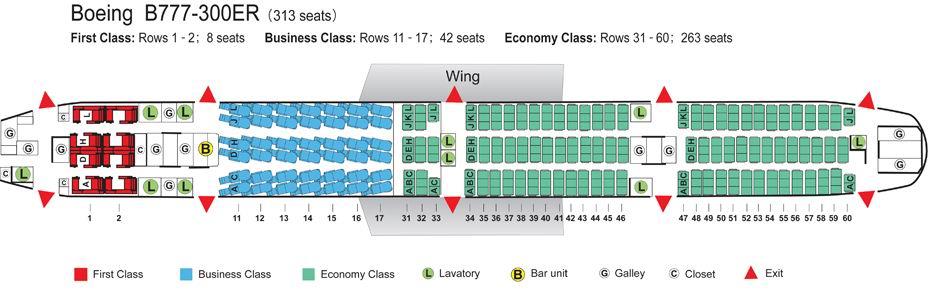 Boeing B777-300ER (313 seats)
First Class: Rows 1 - 2; 8 seats Business Class: Rows 11 - 17; 42 seats Economy Class: Rows 31 - 60; 263 seats
Wing
C L L G L J L J K L J L L J K L J K L J L
G
G G H D C G G B D H D E H L L D E H G G D E H L G G
C L C A L G L A C A B C A C A B C L A B C A C
1 2 11 12 13 14 15 16 17 31 32 33 34 35 36 37 38 39 40 41 42 43 44 45 46 47 48 49 50 51 52 53 54 55 56 57 58 59 60
First Class Business Class Economy Class L Lavatory B Bar unit G Galley C Closet Exit